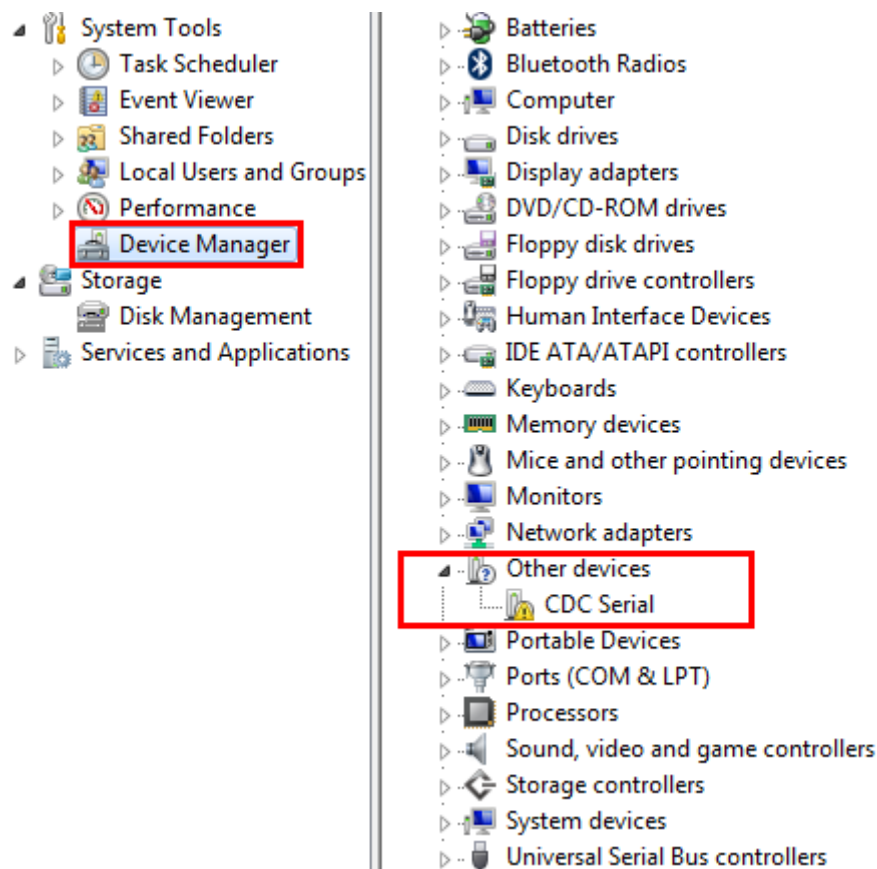 System Tools
Task Scheduler
Event Viewer
Shared Folders
Local Users and Groups
Performance
Device Manager
Storage
Disk Management
Services and Applications
Batteries
Bluetooth Radios
Computer
Disk drives
Display adapters
DVD/CD-ROM drives
Floppy disk drives
Floppy drive controllers
Human Interface Devices
IDE ATA/ATAPI controllers
Keyboards
Memory devices
Mice and other pointing devices
Monitors
Network adapters
Other devices
CDC Serial
Portable Devices
Ports (COM & LPT)
Processors
Sound, video and game controllers
Storage controllers
System devices
Universal Serial Bus controllers